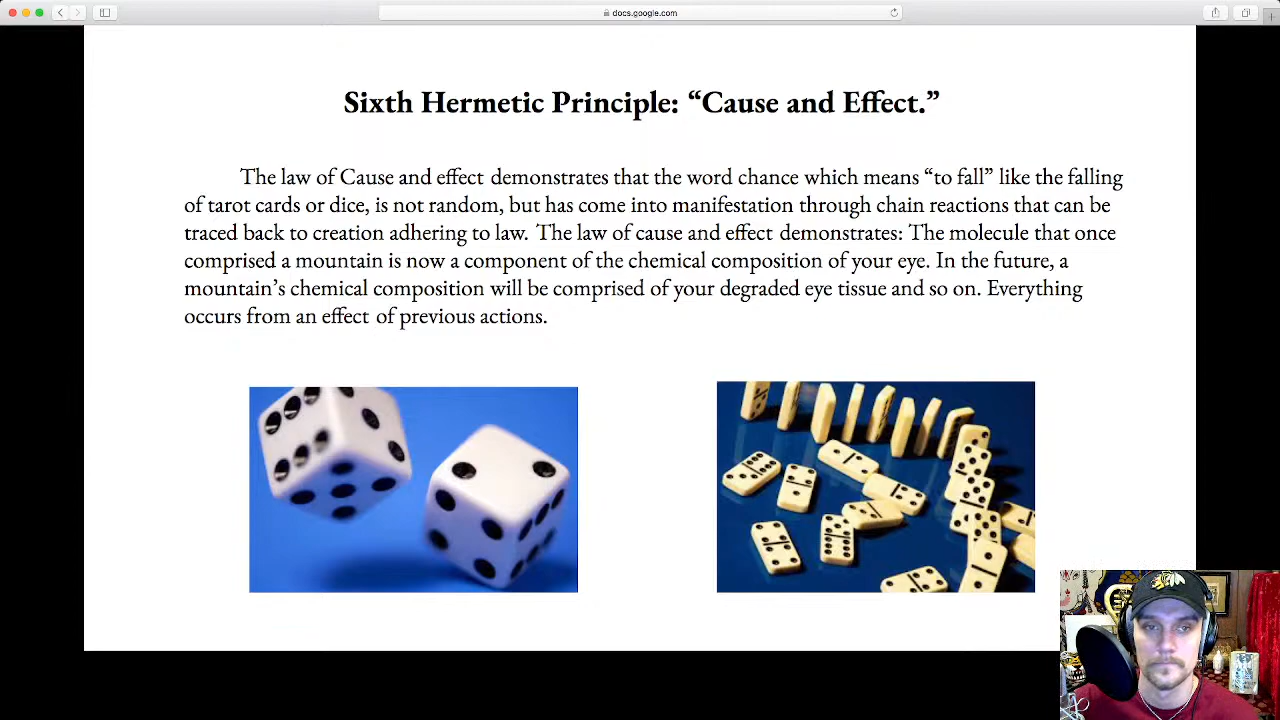 docs.google.com
Sixth Hermetic Principle: “Cause and Effect.”
The law of Cause and effect demonstrates that the word chance which means “to fall” like the falling
of tarot cards or dice, is not random, but has come into manifestation through chain reactions that can be
traced back to creation adhering to law. The law of cause and effect demonstrates: The molecule that once
comprised a mountain is now a component of the chemical composition of your eye. In the future, a
mountain’s chemical composition will be comprised of your degraded eye tissue and so on. Everything
occurs from an effect of previous actions.